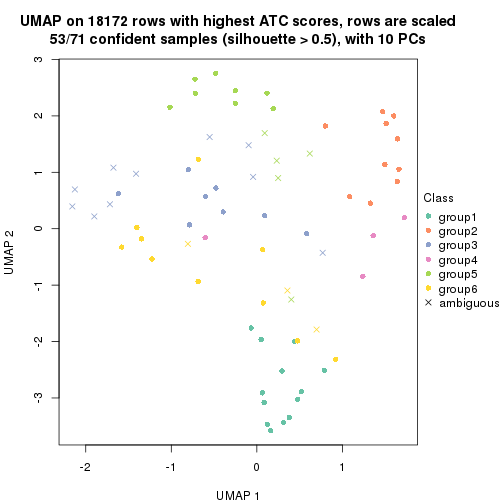 UMAP on 18172 rows with highest ATC scores, rows are scaled
53/71 confident samples (silhouette > 0.5), with 10 PCs
3
2
1
0
-1
-2
-3
UMAP 2
-2
-1
0
1
UMAP 1
Class
group1
group2
group3
group4
group5
group6
ambiguous